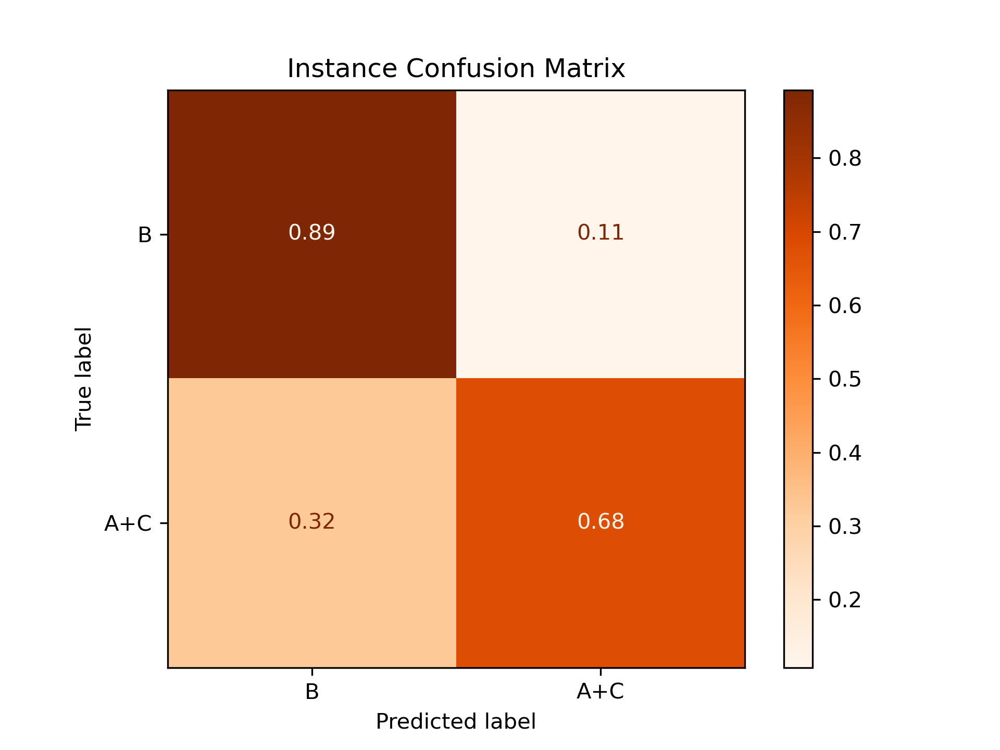 Instance Confusion Matrix
0.8
B
0.89
0.11
0.7
0.6
True label
0.5
0.4
A+C
0.32
0.68
0.3
0.2
B
A+C
Predicted label